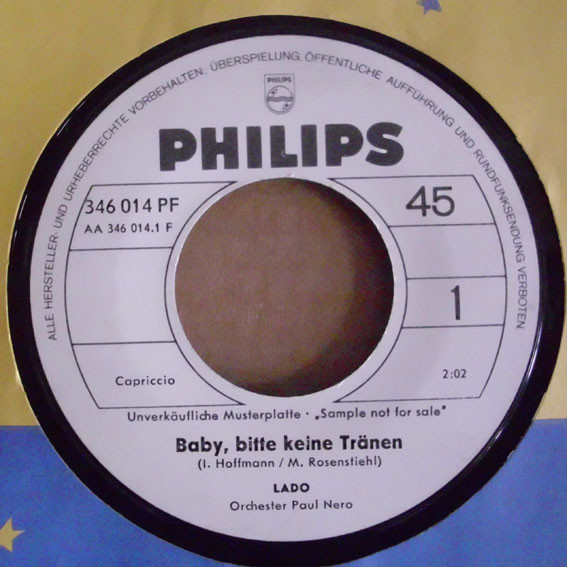 ALLE HERSTELLER- UND URHEBERRECHTE VORBEHALTEN; ÜBERSPIELUNG, ÖFFENTLICHE AUFFÜHRUNG UND RUNDFUNKSENDUNG VERBOTEN.
PHILIPS
PHILIPS
346 014 PF
45
AA 346 014.1 F
1
Capriccio
2:02
Unverkäufliche Musterplatte · „Sample not for sale"
Baby, bitte keine Tränen
(I. Hoffmann / M. Rosenstiehl)
LADO
Orchester Paul Nero